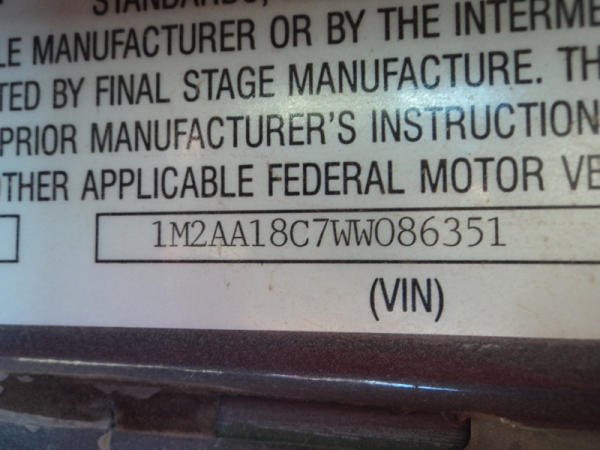 STANDARDS,
LE MANUFACTURER OR BY THE INTERME
TED BY FINAL STAGE MANUFACTURE. TH
PRIOR MANUFACTURER'S INSTRUCTION
OTHER APPLICABLE FEDERAL MOTOR VE
1M2AA18C7WW086351
(VIN)